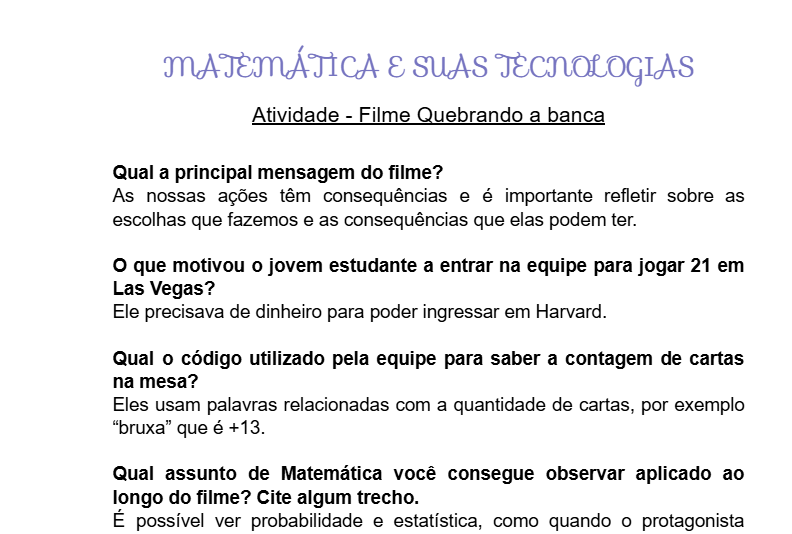 MATEMÁTICA E SUAS TECNOLOGIAS
Atividade - Filme Quebrando a banca
Qual a principal mensagem do filme?
As nossas ações têm consequências e é importante refletir sobre as
escolhas que fazemos e as consequências que elas podem ter.
O que motivou o jovem estudante a entrar na equipe para jogar 21 em
Las Vegas?
Ele precisava de dinheiro para poder ingressar em Harvard.
Qual o código utilizado pela equipe para saber a contagem de cartas
na mesa?
Eles usam palavras relacionadas com a quantidade de cartas, por exemplo
“bruxa” que é +13.
Qual assunto de Matemática você consegue observar aplicado ao
longo do filme? Cite algum trecho.
É possível ver probabilidade e estatística, como quando o protagonista